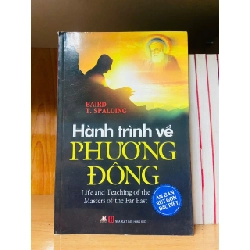 BAIRD
T. SPALDING
Hành trình về
PHƯƠNG
ĐÔNG
Life and Teaching of the
Masters of the Far East